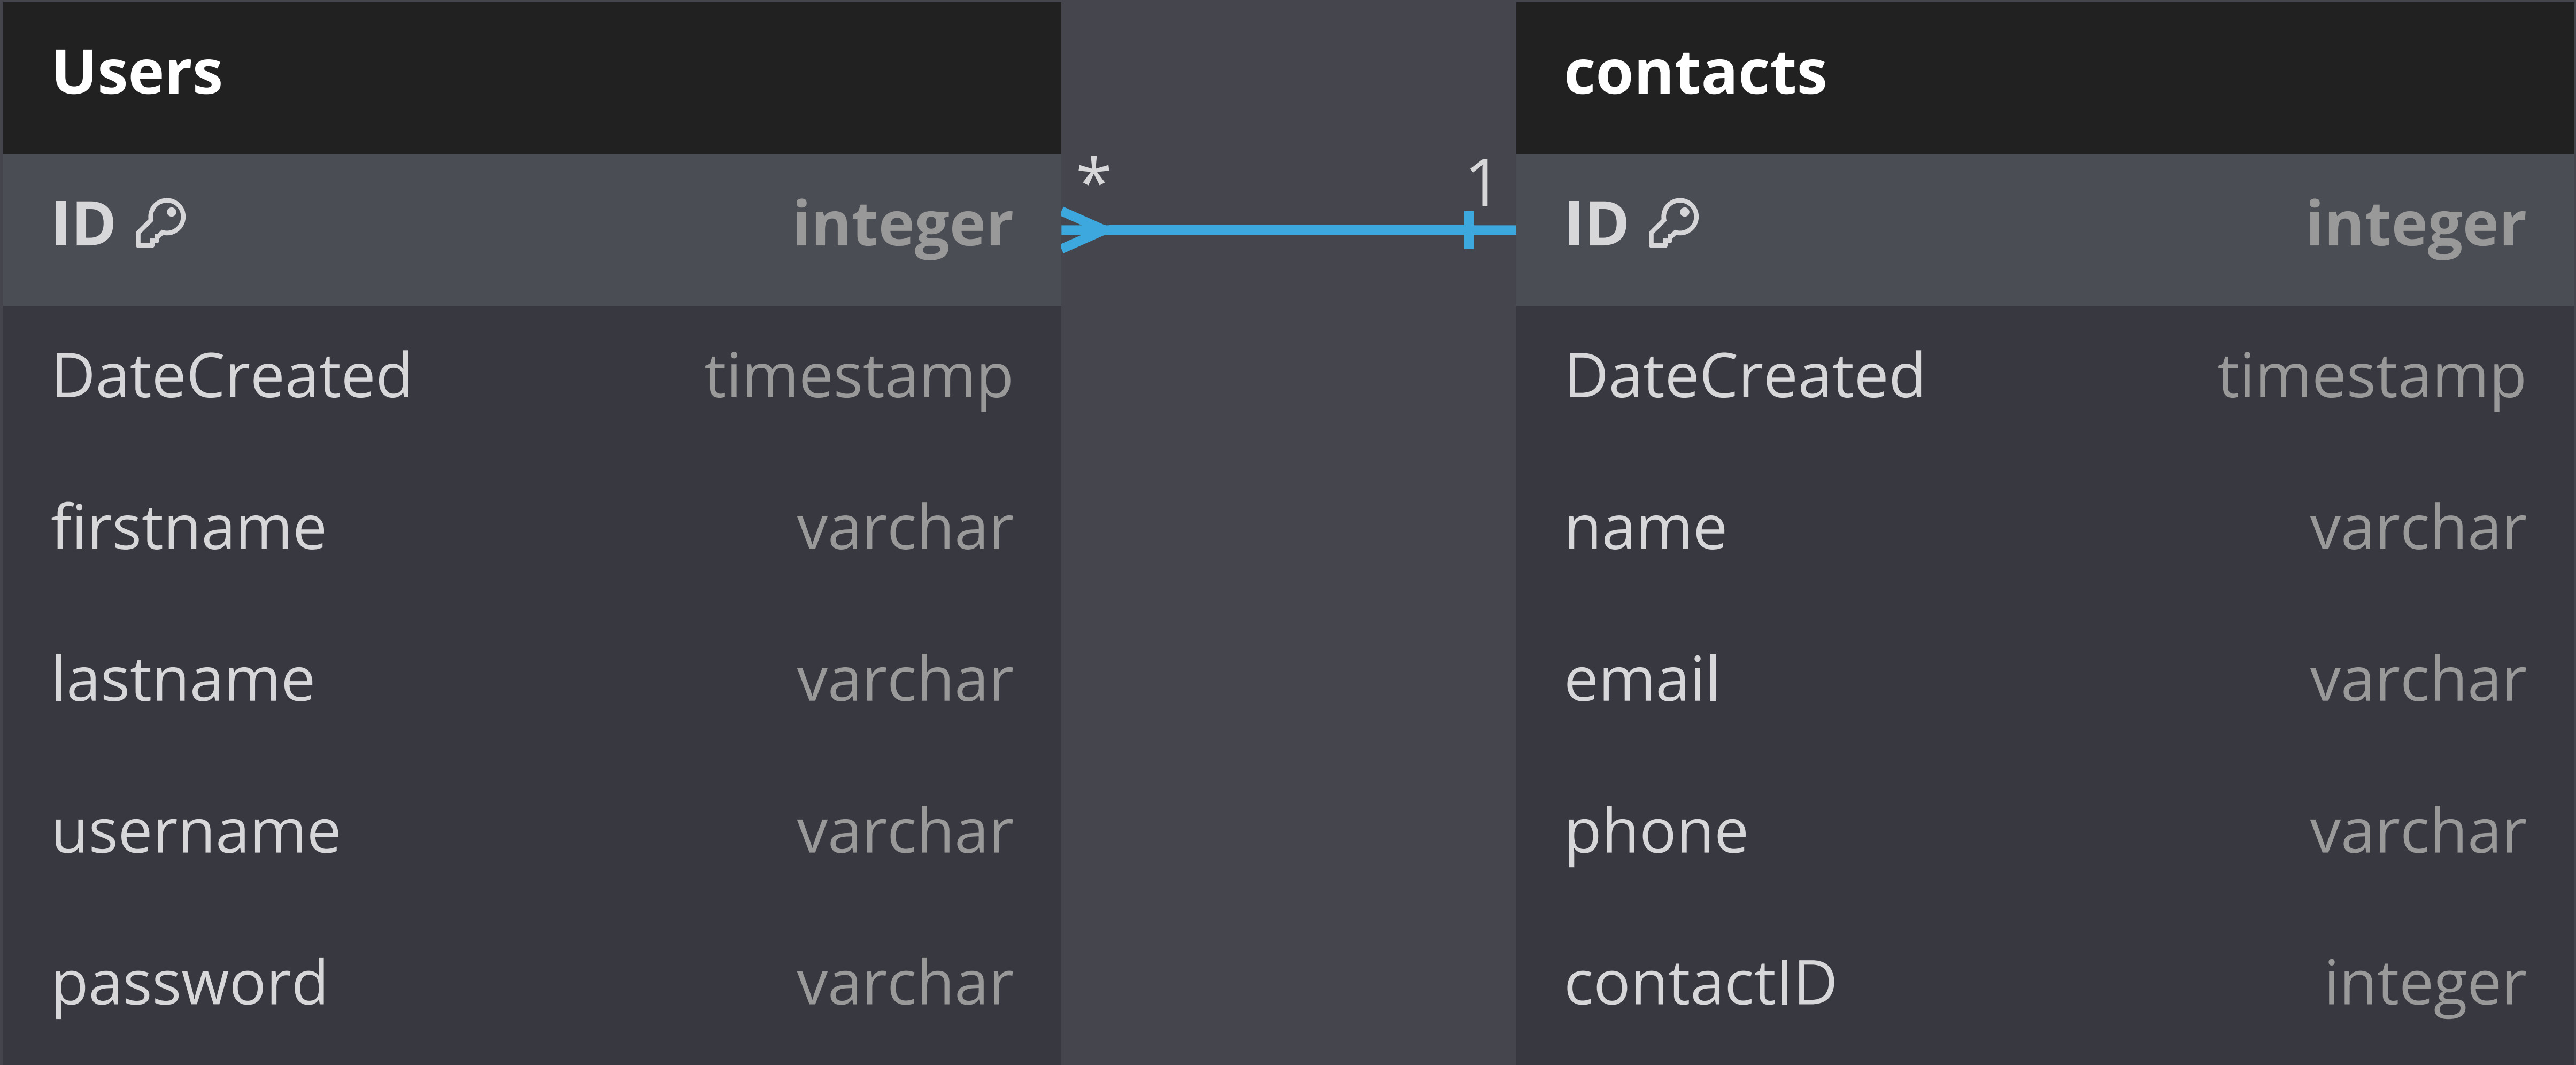 Users
ID integer
DateCreated timestamp
firstname varchar
lastname varchar
username varchar
password varchar
* 1
contacts
ID integer
DateCreated timestamp
name varchar
email varchar
phone varchar
contactID integer